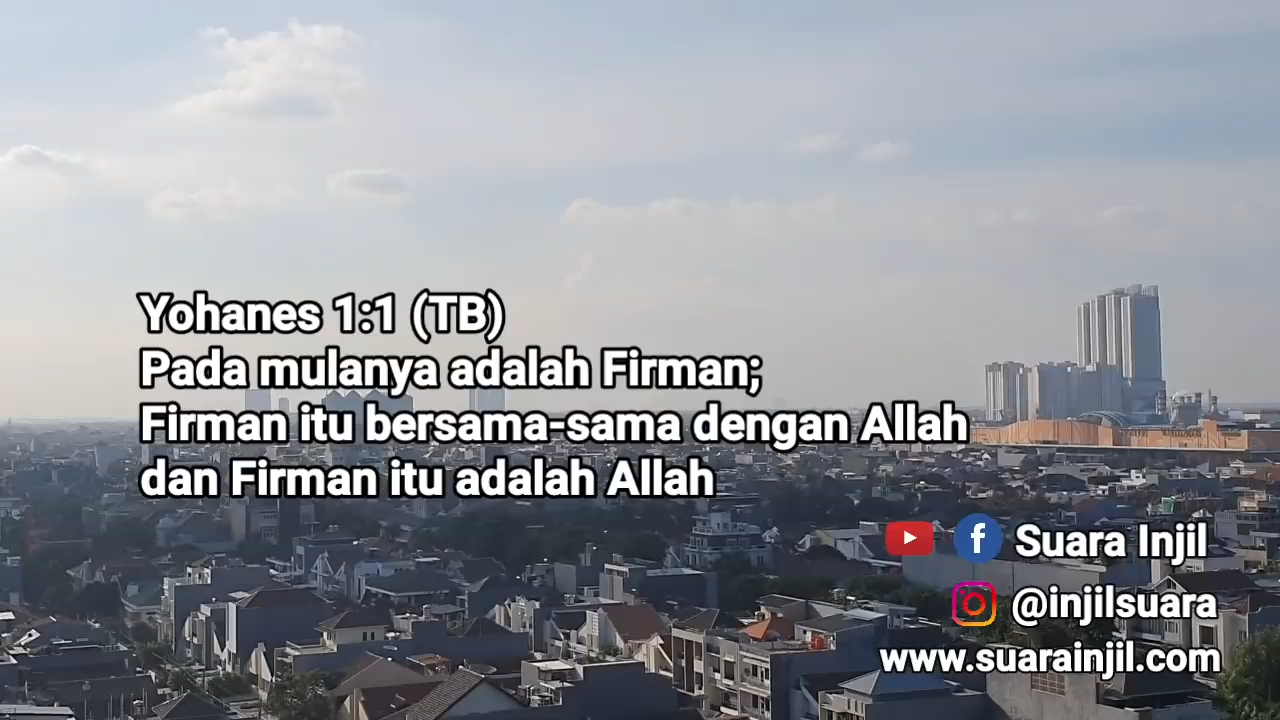 Yohanes 1:1 (TB)
Pada mulanya adalah Firman;
Firman itu bersama-sama dengan Allah
dan Firman itu adalah Allah
Suara Injil
@injilsuara
www.suarainjil.com